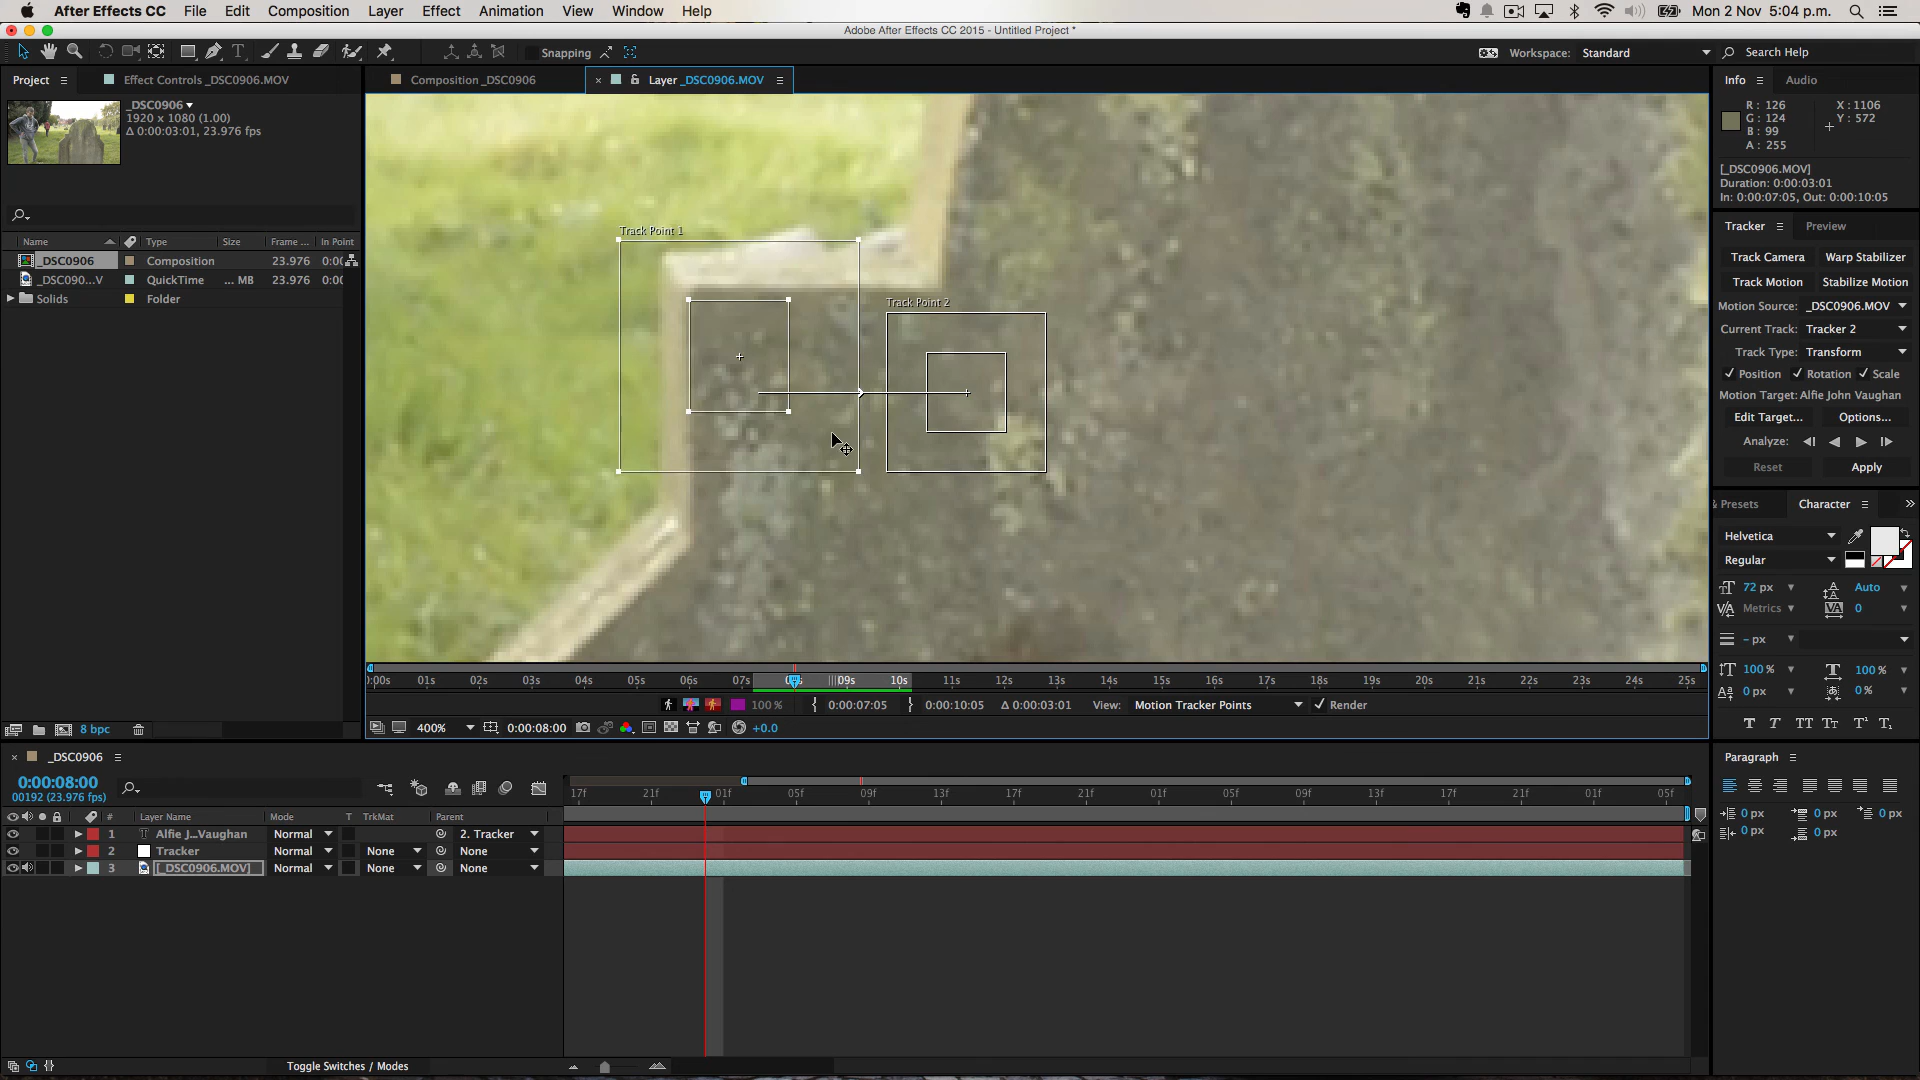 After Effects CC File Edit Composition Layer Effect Animation View Window Help Mon 2 Nov 5:04 p.m.
Adobe After Effects CC 2015 - Untitled Project *
Snapping Workspace: Standard Search Help
Project Effect Controls _DSC0906.MOV Composition _DSC0906 Layer _DSC0906.MOV Info Audio
_DSC0906
1920 x 1080 (1.00)
Δ 0:00:03:01, 23.976 fps
R : 126 X : 1106
G : 124 Y : 572
B : 99
A : 255
[_DSC0906.MOV]
Duration: 0:00:03:01
In: 0:00:07:05, Out: 0:00:10:05
Name Type Size Frame ... In Point
_DSC0906 Composition 23.976 0:00
_DSC090...V QuickTime ... MB 23.976 0:00
Solids Folder
Track Point 1
Track Point 2
Tracker Preview
Track Camera Warp Stabilizer
Track Motion Stabilize Motion
Motion Source: _DSC0906.MOV
Current Track: Tracker 2
Track Type: Transform
Position Rotation Scale
Motion Target: Alfie John Vaughan
Edit Target... Options...
Analyze:
Reset Apply
& Presets Character
Helvetica
Regular
72 px Auto
Metrics 0
- px
100 % 100 %
0 px 0 %
T T TT Tt T¹ T₁
):00s 01s 02s 03s 04s 05s 06s 07s 09s 10s 11s 12s 13s 14s 15s 16s 17s 18s 19s 20s 21s 22s 23s 24s 25s
100 % 0:00:07:05 0:00:10:05 Δ 0:00:03:01 View: Motion Tracker Points Render
8 bpc 400% 0:00:08:00 +0.0
_DSC0906
0:00:08:00
00192 (23.976 fps)
17f 21f 01f 05f 09f 13f 17f 21f 01f 05f 09f 13f 17f 21f 01f 05f
# Layer Name Mode T TrkMat Parent
1 T Alfie J...Vaughan Normal 2. Tracker
2 Tracker Normal None None
3 [_DSC0906.MOV] Normal None None
Paragraph
0 px 0 px 0 px
0 px 0 px
Toggle Switches / Modes